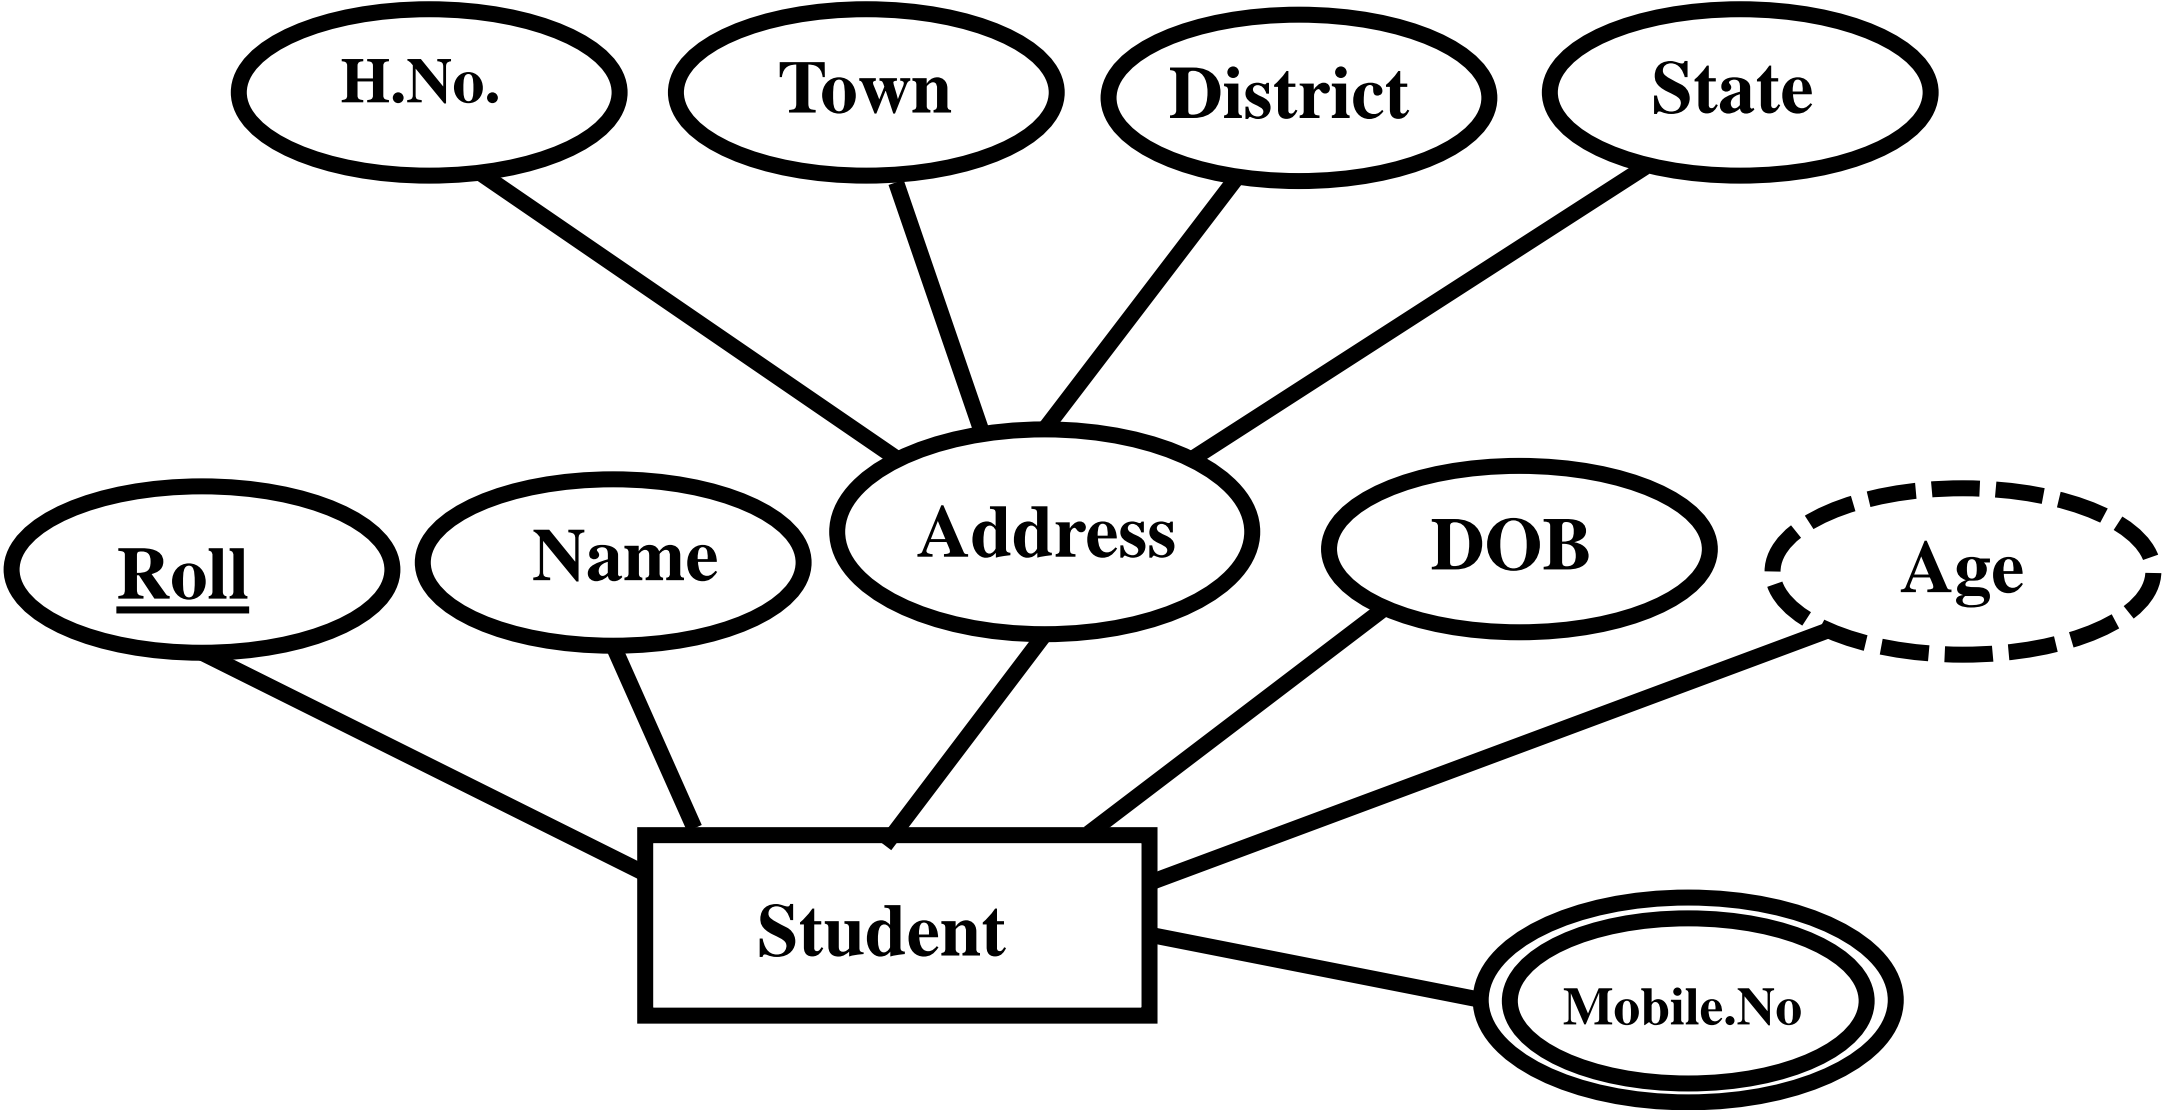 H.No.
Town
District
State
Roll
Name
Address
DOB
Age
Student
Mobile.No